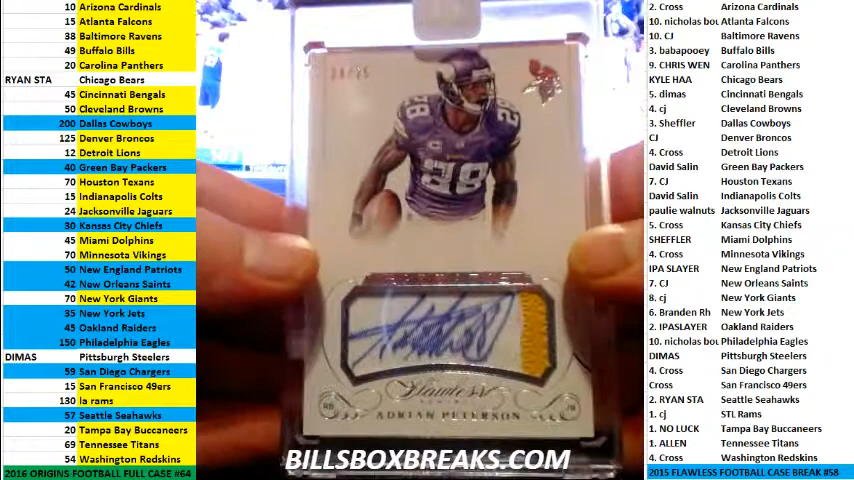 10 Arizona Cardinals
15 Atlanta Falcons
38 Baltimore Ravens
49 Buffalo Bills
20 Carolina Panthers
RYAN STA Chicago Bears
45 Cincinnati Bengals
50 Cleveland Browns
200 Dallas Cowboys
125 Denver Broncos
12 Detroit Lions
40 Green Bay Packers
70 Houston Texans
15 Indianapolis Colts
24 Jacksonville Jaguars
30 Kansas City Chiefs
45 Miami Dolphins
70 Minnesota Vikings
50 New England Patriots
42 New Orleans Saints
70 New York Giants
35 New York Jets
45 Oakland Raiders
150 Philadelphia Eagles
DIMAS Pittsburgh Steelers
59 San Diego Chargers
15 San Francisco 49ers
130 la rams
57 Seattle Seahawks
20 Tampa Bay Buccaneers
69 Tennessee Titans
54 Washington Redskins
2016 ORIGINS FOOTBALL FULL CASE #64
28
28
Flawless
ADRIAN PETERSON
BILLSBOXBREAKS.COM
2. Cross Arizona Cardinals
10. nicholas bou Atlanta Falcons
10. CJ Baltimore Ravens
3. babapooey Buffalo Bills
9. CHRIS WEN Carolina Panthers
KYLE HAA Chicago Bears
5. dimas Cincinnati Bengals
4. cj Cleveland Browns
3. Sheffler Dallas Cowboys
CJ Denver Broncos
4. Cross Detroit Lions
David Salin Green Bay Packers
7. CJ Houston Texans
David Salin Indianapolis Colts
paulie walnuts Jacksonville Jaguars
5. Cross Kansas City Chiefs
SHEFFLER Miami Dolphins
4. Cross Minnesota Vikings
IPA SLAYER New England Patriots
7. CJ New Orleans Saints
8. cj New York Giants
6. Branden Rh New York Jets
2. IPASLAYER Oakland Raiders
10. nicholas bou Philadelphia Eagles
DIMAS Pittsburgh Steelers
4. Cross San Diego Chargers
Cross San Francisco 49ers
2. RYAN STA Seattle Seahawks
1. cj STL Rams
1. NO LUCK Tampa Bay Buccaneers
1. ALLEN Tennessee Titans
4. Cross Washington Redskins
2015 FLAWLESS FOOTBALL CASE BREAK #58